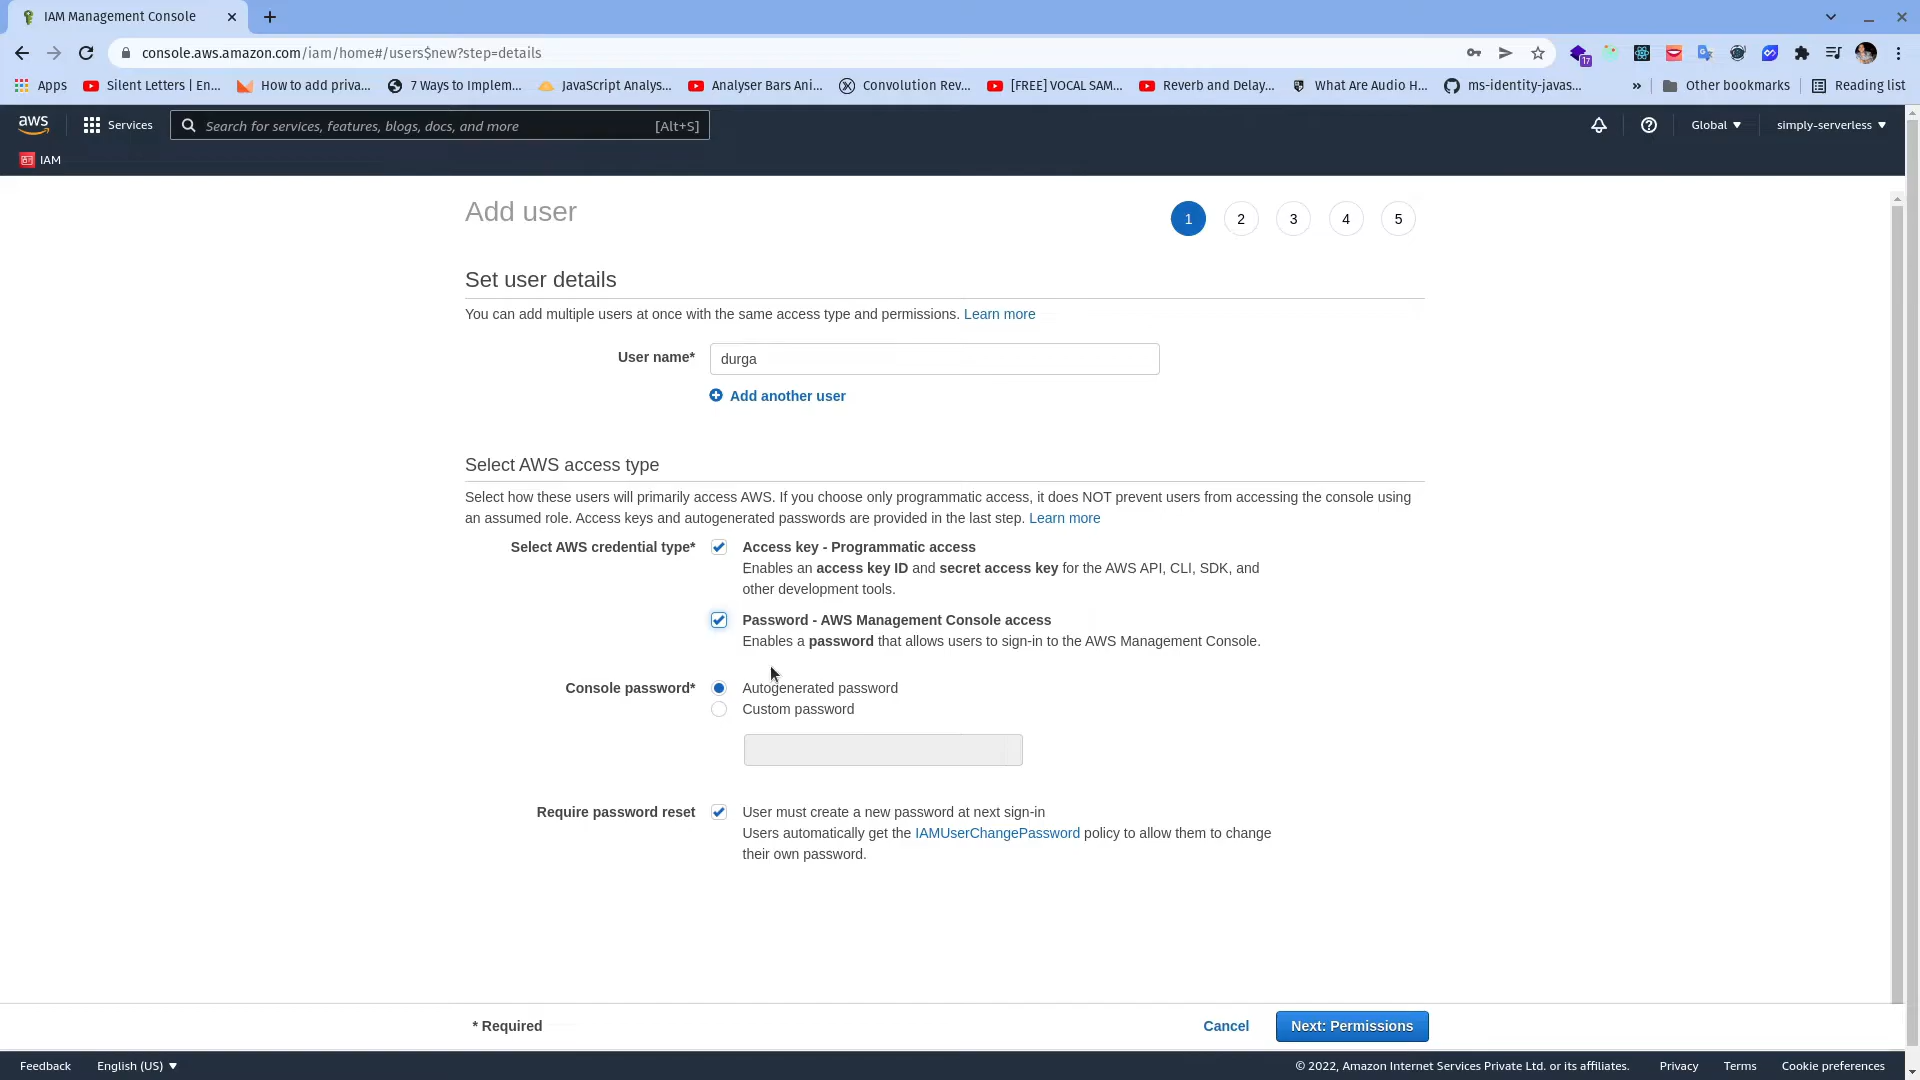 IAM Management Console
console.aws.amazon.com/iam/home#/users$new?step=details
17
Apps
Silent Letters | En...
How to add priva...
7 Ways to Implem...
JavaScript Analys...
Analyser Bars Ani...
Convolution Rev...
[FREE] VOCAL SAM...
Reverb and Delay...
What Are Audio H...
ms-identity-javas...
»
Other bookmarks
Reading list
aws
Services
Search for services, features, blogs, docs, and more [Alt+S]
Global
simply-serverless
IAM
Add user
1 2 3 4 5
Set user details
You can add multiple users at once with the same access type and permissions. Learn more
User name* durga
Add another user
Select AWS access type
Select how these users will primarily access AWS. If you choose only programmatic access, it does NOT prevent users from accessing the console using
an assumed role. Access keys and autogenerated passwords are provided in the last step. Learn more
Select AWS credential type* Access key - Programmatic access
Enables an access key ID and secret access key for the AWS API, CLI, SDK, and
other development tools.
Password - AWS Management Console access
Enables a password that allows users to sign-in to the AWS Management Console.
Console password* Autogenerated password
Custom password
Require password reset User must create a new password at next sign-in
Users automatically get the IAMUserChangePassword policy to allow them to change
their own password.
* Required
Cancel
Next: Permissions
Feedback
English (US)
© 2022, Amazon Internet Services Private Ltd. or its affiliates.
Privacy
Terms
Cookie preferences